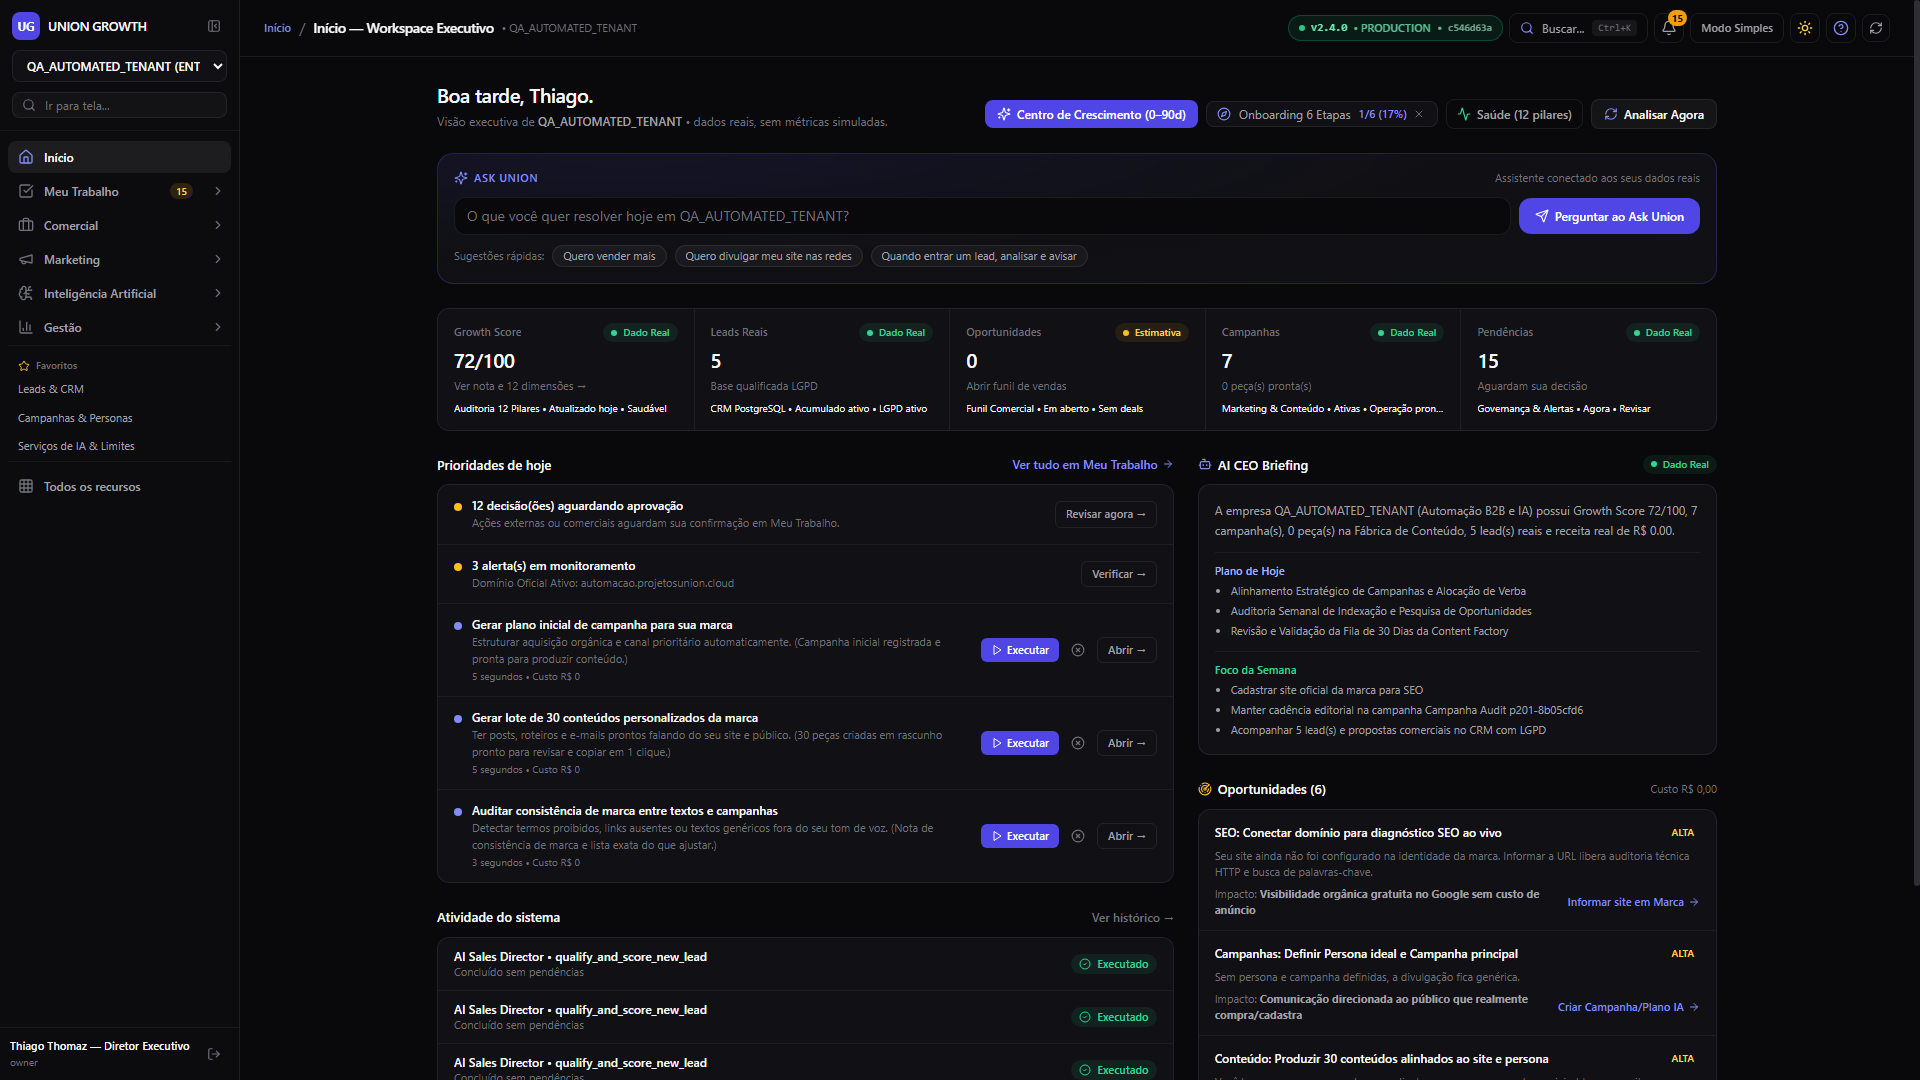 UG UNION GROWTH
QA_AUTOMATED_TENANT (ENT
Ir para tela...
Início
Meu Trabalho 15
Comercial
Marketing
Inteligência Artificial
Gestão
Favoritos
Leads & CRM
Campanhas & Personas
Serviços de IA & Limites
Todos os recursos
Thiago Thomaz — Diretor Executivo
owner
Início / Início — Workspace Executivo • QA_AUTOMATED_TENANT
v2.4.0 • PRODUCTION • c546d63a
Buscar... Ctrl+K
15
Modo Simples
Boa tarde, Thiago.
Visão executiva de QA_AUTOMATED_TENANT • dados reais, sem métricas simuladas.
Centro de Crescimento (0–90d)
Onboarding 6 Etapas 1/6 (17%)
Saúde (12 pilares)
Analisar Agora
ASK UNION
Assistente conectado aos seus dados reais
O que você quer resolver hoje em QA_AUTOMATED_TENANT?
Perguntar ao Ask Union
Sugestões rápidas: Quero vender mais Quero divulgar meu site nas redes Quando entrar um lead, analisar e avisar
Growth Score Dado Real
72/100
Ver nota e 12 dimensões →
Auditoria 12 Pilares • Atualizado hoje • Saudável
Leads Reais Dado Real
5
Base qualificada LGPD
CRM PostgreSQL • Acumulado ativo • LGPD ativo
Oportunidades Estimativa
0
Abrir funil de vendas
Funil Comercial • Em aberto • Sem deals
Campanhas Dado Real
7
0 peça(s) pronta(s)
Marketing & Conteúdo • Ativas • Operação pron...
Pendências Dado Real
15
Aguardam sua decisão
Governança & Alertas • Agora • Revisar
Prioridades de hoje
Ver tudo em Meu Trabalho →
12 decisão(ões) aguardando aprovação
Ações externas ou comerciais aguardam sua confirmação em Meu Trabalho.
Revisar agora →
3 alerta(s) em monitoramento
Domínio Oficial Ativo: automacao.projetosunion.cloud
Verificar →
Gerar plano inicial de campanha para sua marca
Estruturar aquisição orgânica e canal prioritário automaticamente. (Campanha inicial registrada e
pronta para produzir conteúdo.)
5 segundos • Custo R$ 0
Executar Abrir →
Gerar lote de 30 conteúdos personalizados da marca
Ter posts, roteiros e e-mails prontos falando do seu site e público. (30 peças criadas em rascunho
pronto para revisar e copiar em 1 clique.)
5 segundos • Custo R$ 0
Executar Abrir →
Auditar consistência de marca entre textos e campanhas
Detectar termos proibidos, links ausentes ou textos genéricos fora do seu tom de voz. (Nota de
consistência de marca e lista exata do que ajustar.)
3 segundos • Custo R$ 0
Executar Abrir →
Atividade do sistema
Ver histórico →
AI Sales Director • qualify_and_score_new_lead
Concluído sem pendências
Executado
AI Sales Director • qualify_and_score_new_lead
Concluído sem pendências
Executado
AI Sales Director • qualify_and_score_new_lead
Concluído sem pendências
Executado
AI CEO Briefing
Dado Real
A empresa QA_AUTOMATED_TENANT (Automação B2B e IA) possui Growth Score 72/100, 7
campanha(s), 0 peça(s) na Fábrica de Conteúdo, 5 lead(s) reais e receita real de R$ 0.00.
Plano de Hoje
• Alinhamento Estratégico de Campanhas e Alocação de Verba
• Auditoria Semanal de Indexação e Pesquisa de Oportunidades
• Revisão e Validação da Fila de 30 Dias da Content Factory
Foco da Semana
• Cadastrar site oficial da marca para SEO
• Manter cadência editorial na campanha Campanha Audit p201-8b05cfd6
• Acompanhar 5 lead(s) e propostas comerciais no CRM com LGPD
Oportunidades (6)
Custo R$ 0,00
SEO: Conectar domínio para diagnóstico SEO ao vivo ALTA
Seu site ainda não foi configurado na identidade da marca. Informar a URL libera auditoria técnica
HTTP e busca de palavras-chave.
Impacto: Visibilidade orgânica gratuita no Google sem custo de
anúncio
Informar site em Marca →
Campanhas: Definir Persona ideal e Campanha principal ALTA
Sem persona e campanha definidas, a divulgação fica genérica.
Impacto: Comunicação direcionada ao público que realmente
compra/cadastra
Criar Campanha/Plano IA →
Conteúdo: Produzir 30 conteúdos alinhados ao site e persona ALTA